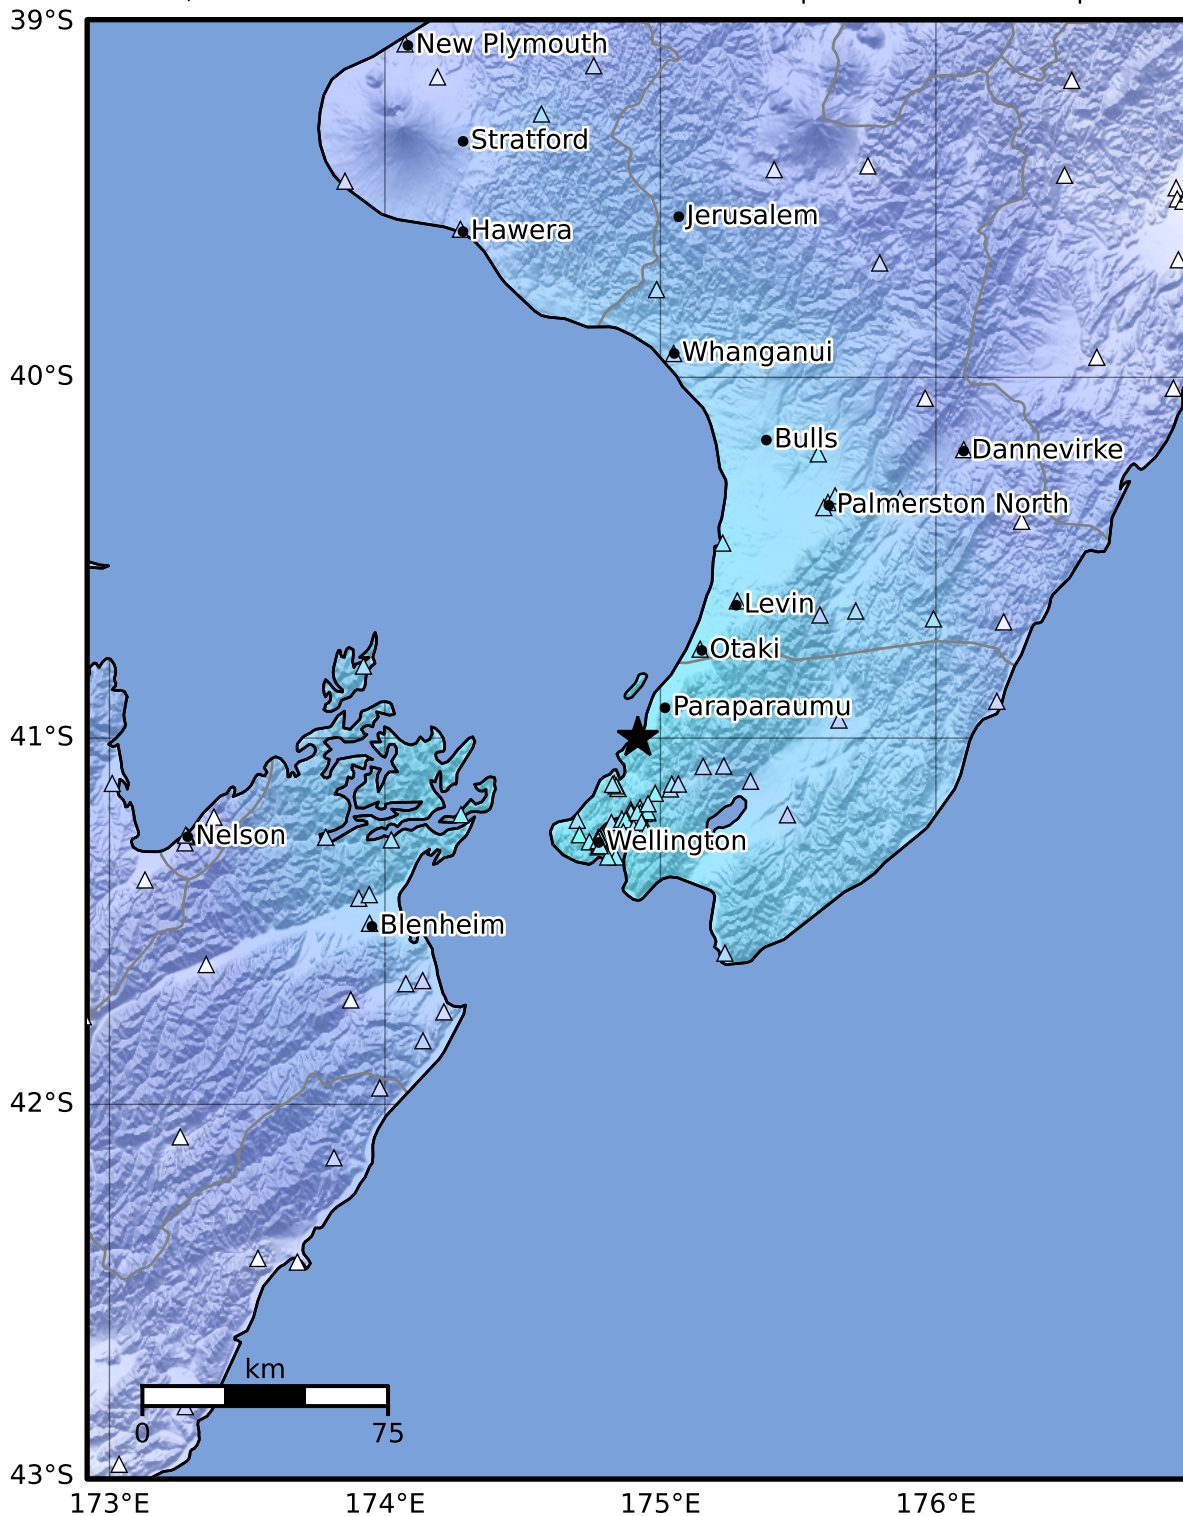 39°S
New Plymouth
Stratford
Jerusalem
Hawera
Whanganui
40°S
Bulls
Dannevirke
Palmerston North
Levin
Otaki
Paraparaumu
41°S
Nelson
Wellington
Blenheim
42°S
km
0 75
43°S
173°E 174°E 175°E 176°E